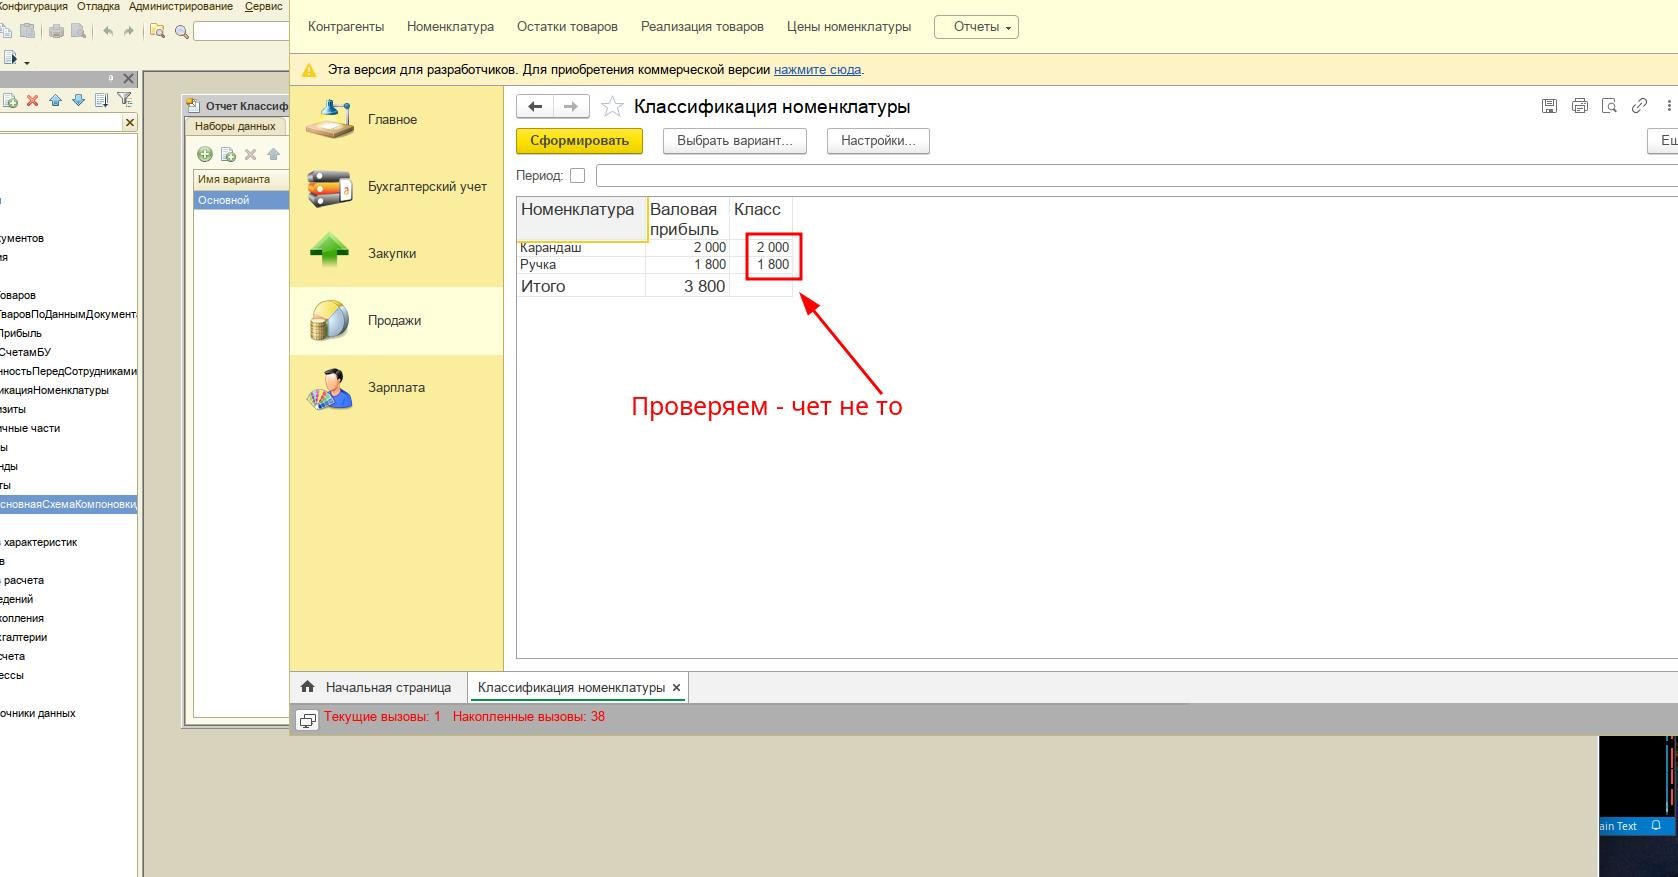 Конфигурация Отладка Администрирование Сервис
Контрагенты Номенклатура Остатки товаров Реализация товаров Цены номенклатуры Отчеты
Эта версия для разработчиков. Для приобретения коммерческой версии нажмите сюда.
Отчет Классиф
Наборы данных
Имя варианта
Основной
кументов
ия
оваров
ТваровПоДаннымДокумента
Прибыль
СчетамБУ
нностьПередСотрудниками
икацияНоменклатуры
изиты
ичные части
ы
нды
ты
сновнаяСхемаКомпоновки
з характеристик
в
з расчета
едений
копления
хгалтерии
счета
ессы
очники данных
Главное
Бухгалтерский учет
Закупки
Продажи
Зарплата
Классификация номенклатуры
Сформировать Выбрать вариант... Настройки... Ещ
Период:
Номенклатура Валовая прибыль Класс
Карандаш 2 000 2 000
Ручка 1 800 1 800
Итого 3 800
Проверяем - чет не то
Начальная страница Классификация номенклатуры
Текущие вызовы: 1 Накопленные вызовы: 38
ain Text